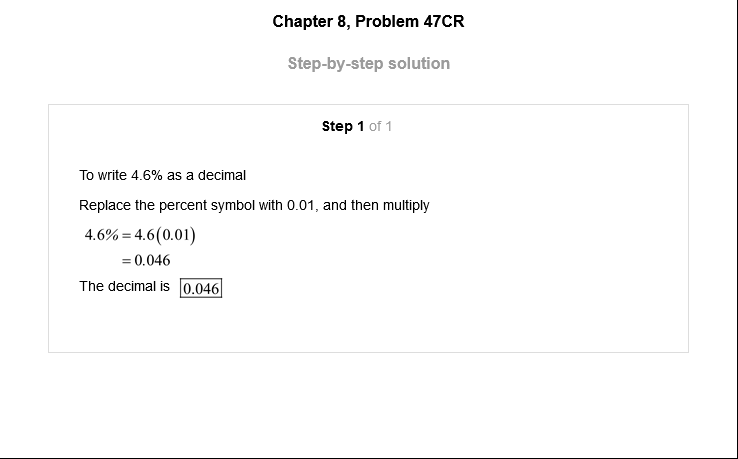 Chapter 8, Problem 47CR
Step-by-step solution
Step 1 of 1
To write 4.6% as a decimal
Replace the percent symbol with 0.01, and then multiply
4.6% = 4.6(0.01)
= 0.046
The decimal is 0.046